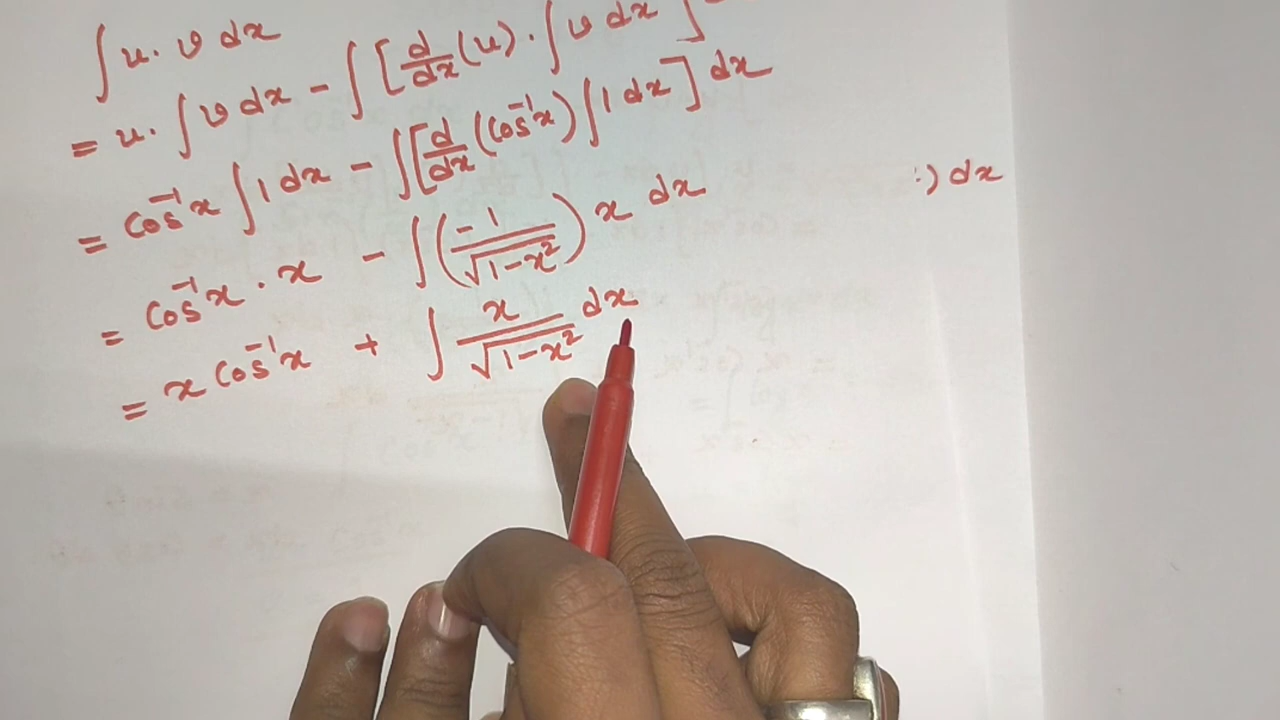 ∫ u. v dx
= u. ∫ v dx - ∫ [ d/dx (u) . ∫ v dx ]
= Cos⁻¹x ∫ 1 dx - ∫ [ d/dx (Cos⁻¹x) ∫ 1 dx ] dx
= Cos⁻¹x . x - ∫ ( -1/√1-x² ) x dx
= x Cos⁻¹x + ∫ x/√1-x² dx
) dx